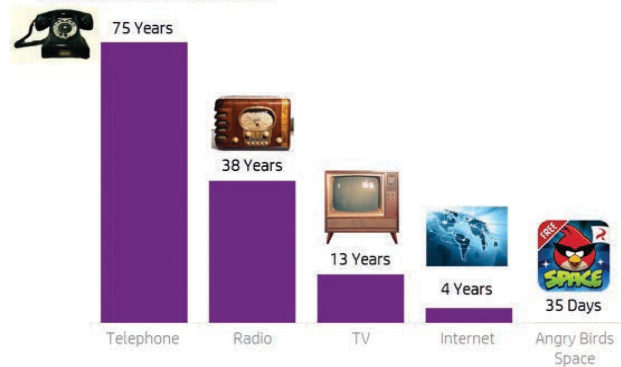 75 Years
38 Years
13 Years
4 Years
FREE
SPACE
35 Days
Telephone
Radio
TV
Internet
Angry Birds
Space